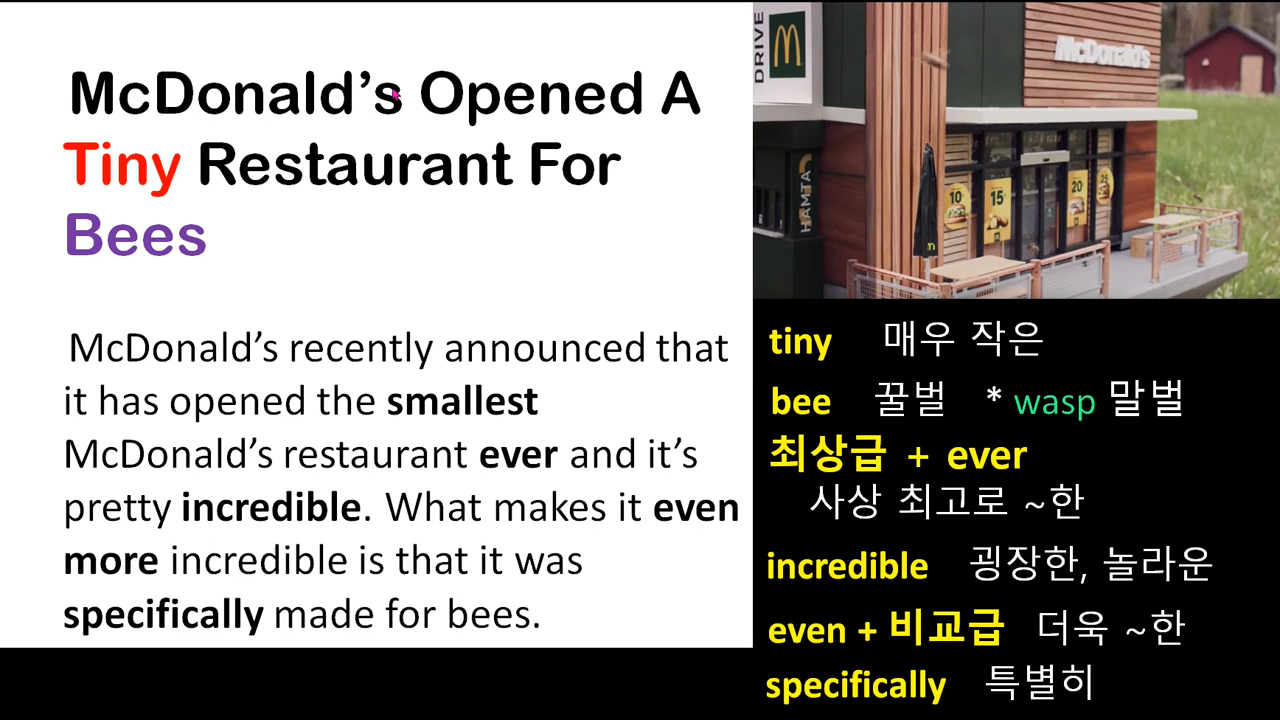 McDonald’s Opened A
Tiny Restaurant For
Bees
McDonald’s recently announced that
it has opened the smallest
McDonald’s restaurant ever and it’s
pretty incredible. What makes it even
more incredible is that it was
specifically made for bees.
DRIVE
McDonald's
HAMTA
10
15
20
25
tiny 매우 작은
bee 꿀벌 * wasp 말벌
최상급 + ever
사상 최고로 ~한
incredible 굉장한, 놀라운
even + 비교급 더욱 ~한
specifically 특별히